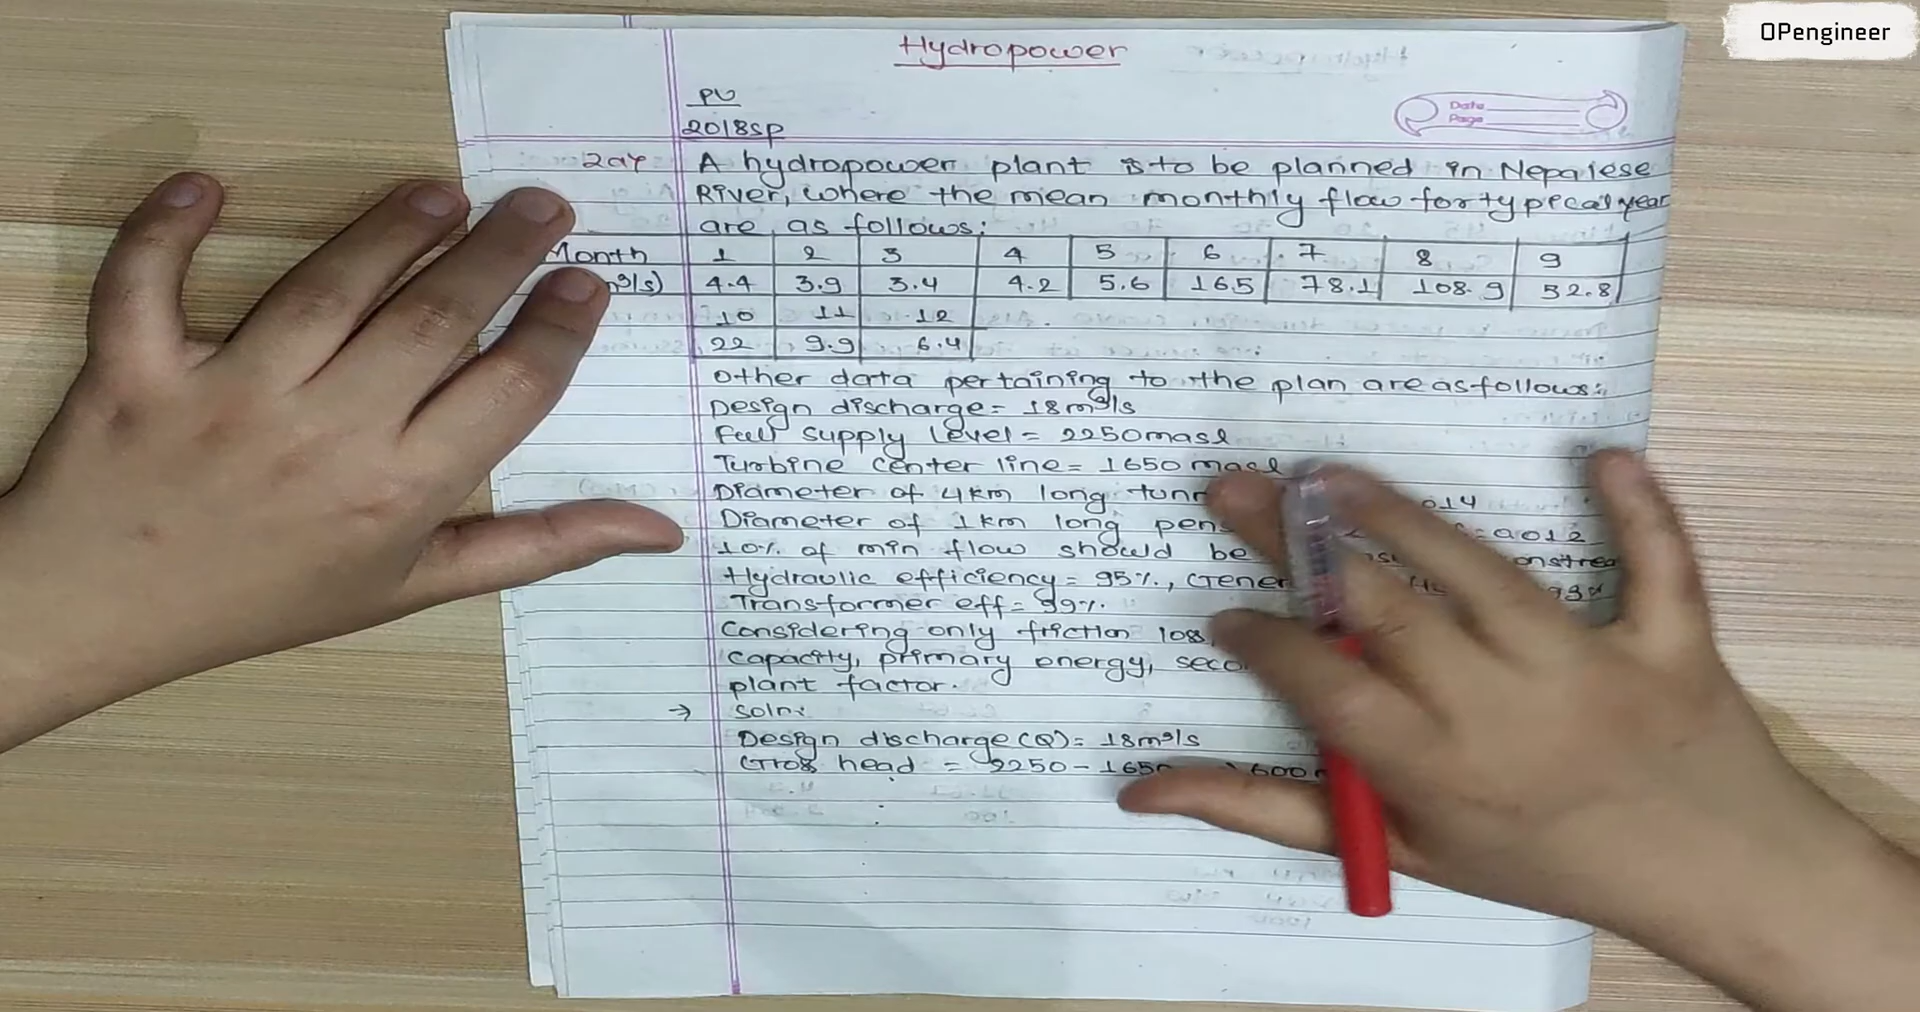 OPengineer
Hydropower
PU
2018sp
Date
Page
A hydropower plant is to be planned in Nepalese
River, where the mean monthly flow for typical year
are as follows:
Month 1 2 3 4 5 6 7 8 9
4.4 3.9 3.4 4.2 5.6 16.5 78.1 108.9 52.8
10 11 12
22 9.9 6.4
Other data pertaining to the plan are as follows:
Design discharge = 18m³/s
Full supply level = 2250masl
Turbine center line = 1650 masl
Diameter of 4km long 014
Diameter of 1km long =0.012
10% of min flow should be
Hydraulic efficiency = 95%,
Transformer eff = 99%.
Considering only friction loss,
capacity, primary energy,
plant factor.
→ Soln:
Design discharge (Q) = 18m³/s
Gross head = 2250 - 1650